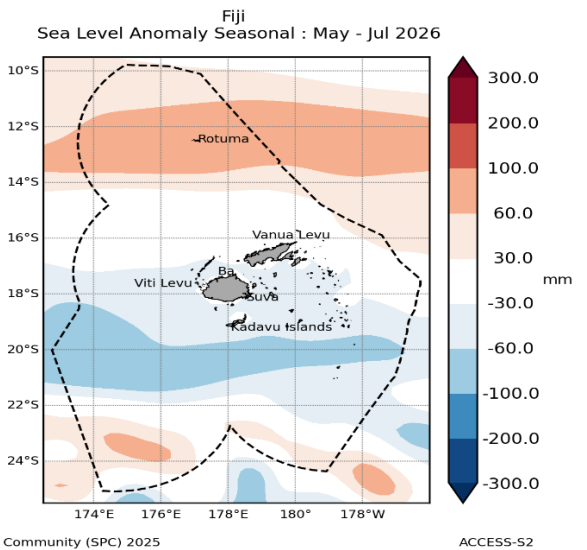 Fiji
Sea Level Anomaly Seasonal : May - Jul 2026
10°S
12°S
14°S
16°S
18°S
20°S
22°S
24°S
Rotuma
Vanua Levu
Ba
Viti Levu
Suva
Kadavu Islands
174°E
176°E
178°E
180°
178°W
300.0
200.0
100.0
60.0
30.0
-30.0
-60.0
-100.0
-200.0
-300.0
mm
Community (SPC) 2025
ACCESS-S2